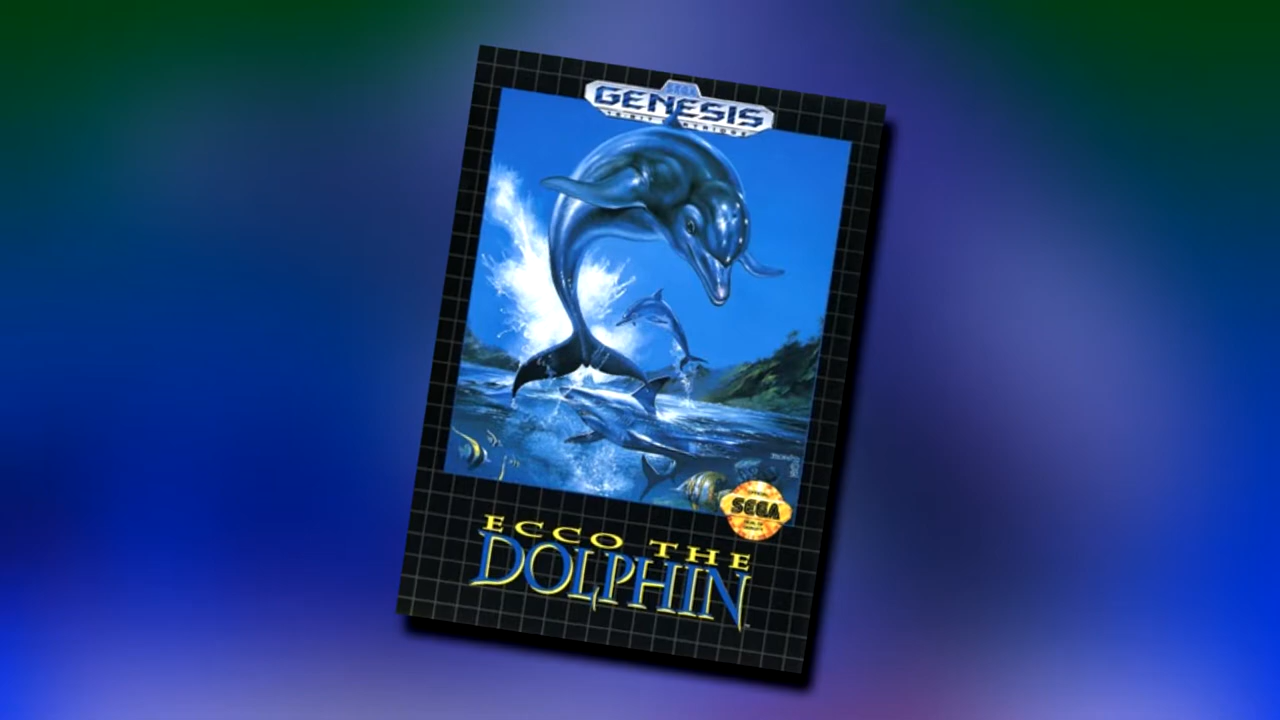 SEGA
GENESIS
SEGA
ECCO THE
DOLPHIN